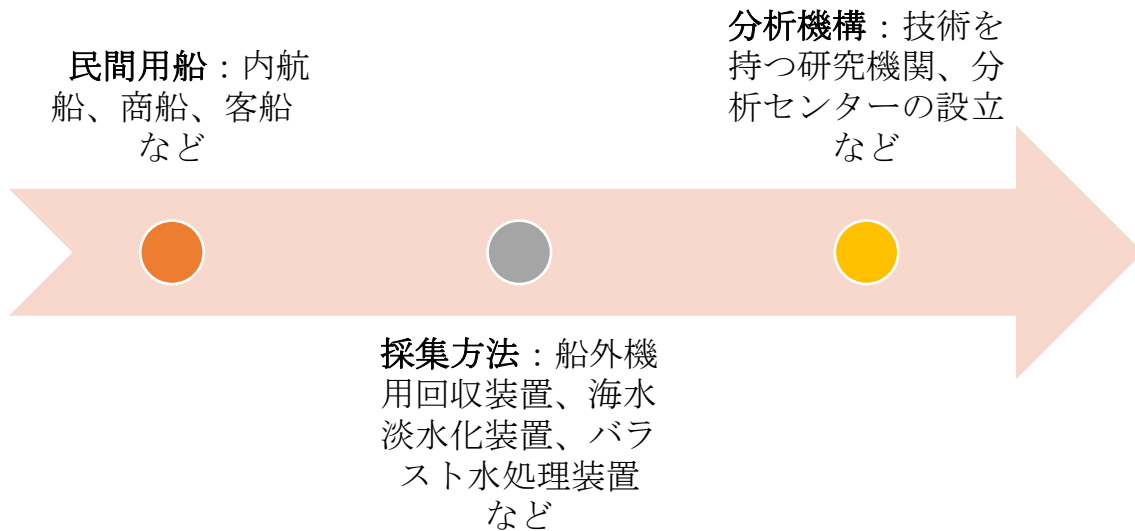 民間用船：内航
船、商船、客船
など
採集方法：船外機
用回収装置、海水
淡水化装置、バラ
スト水処理装置
など
分析機構：技術を
持つ研究機関、分
析センターの設立
など